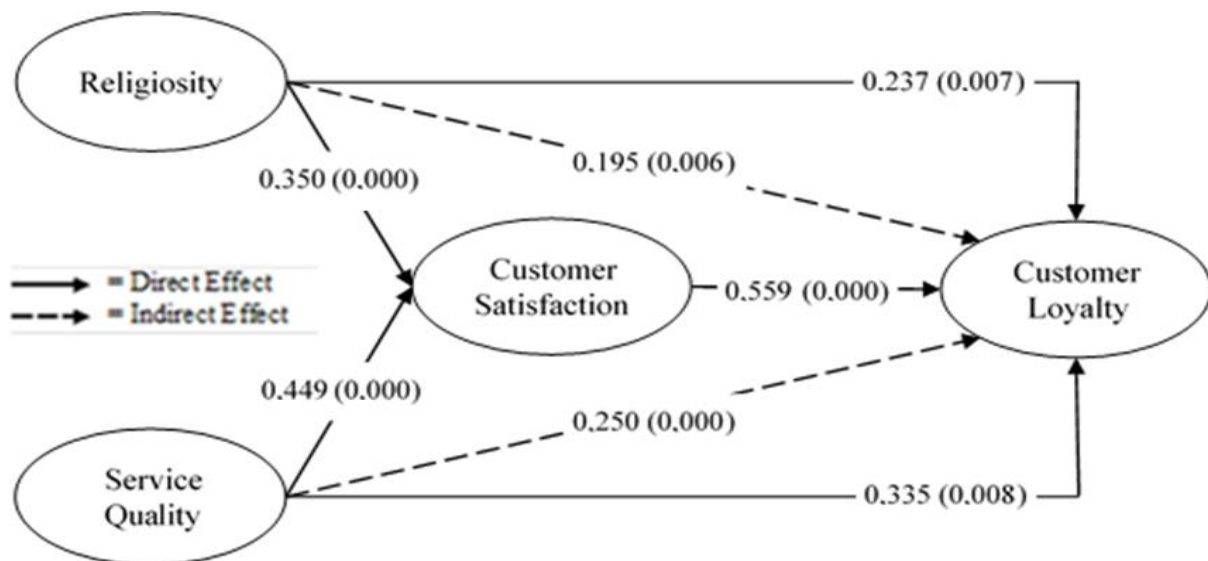 Religiosity
0.237 (0.007)
0.195 (0.006)
0.350 (0.000)
Customer
Satisfaction
Customer
Loyalty
= Direct Effect
= Indirect Effect
0.559 (0.000)
0.449 (0.000)
0.250 (0.000)
Service
Quality
0.335 (0.008)